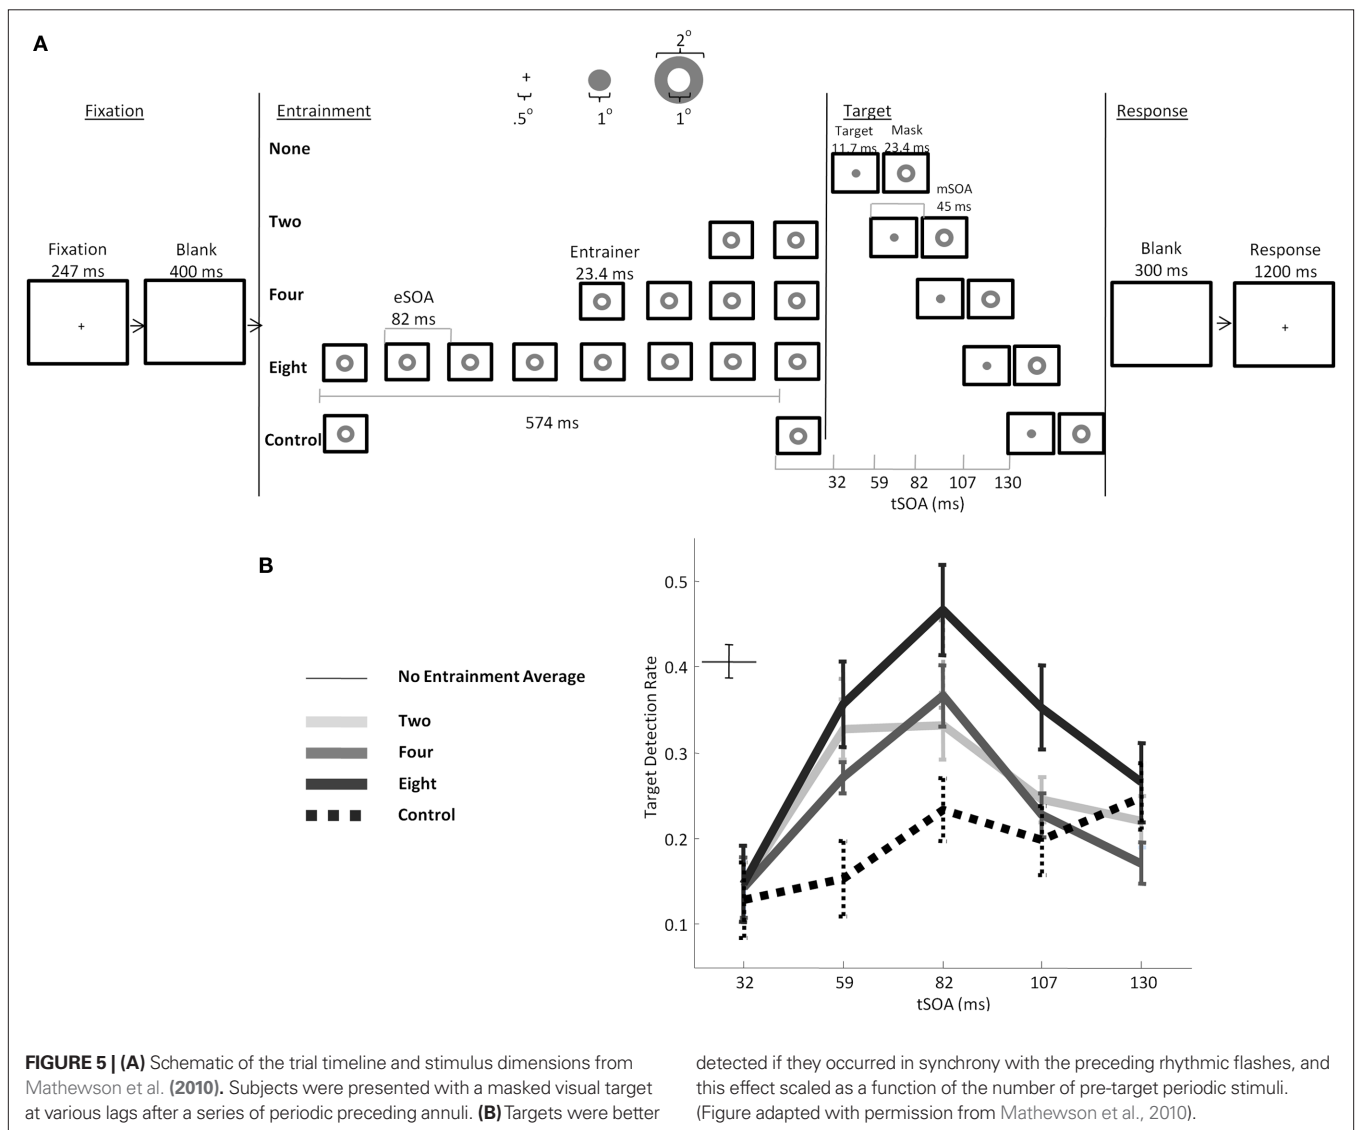 A
2°
+
.5°
1°
1°
Fixation
Entrainment
Target
Response
Target
11.7 ms
Mask
23.4 ms
None
mSOA
45 ms
Two
Fixation
247 ms
Blank
400 ms
Entrainer
23.4 ms
Blank
300 ms
Response
1200 ms
Four
eSOA
82 ms
+
+
Eight
574 ms
Control
32 59 82 107 130
tSOA (ms)
B
No Entrainment Average
Two
Four
Eight
Control
Target Detection Rate
0.5
0.4
0.3
0.2
0.1
32 59 82 107 130
tSOA (ms)
FIGURE 5 | (A) Schematic of the trial timeline and stimulus dimensions from
Mathewson et al. (2010). Subjects were presented with a masked visual target
at various lags after a series of periodic preceding annuli. (B) Targets were better
detected if they occurred in synchrony with the preceding rhythmic flashes, and
this effect scaled as a function of the number of pre-target periodic stimuli.
(Figure adapted with permission from Mathewson et al., 2010).